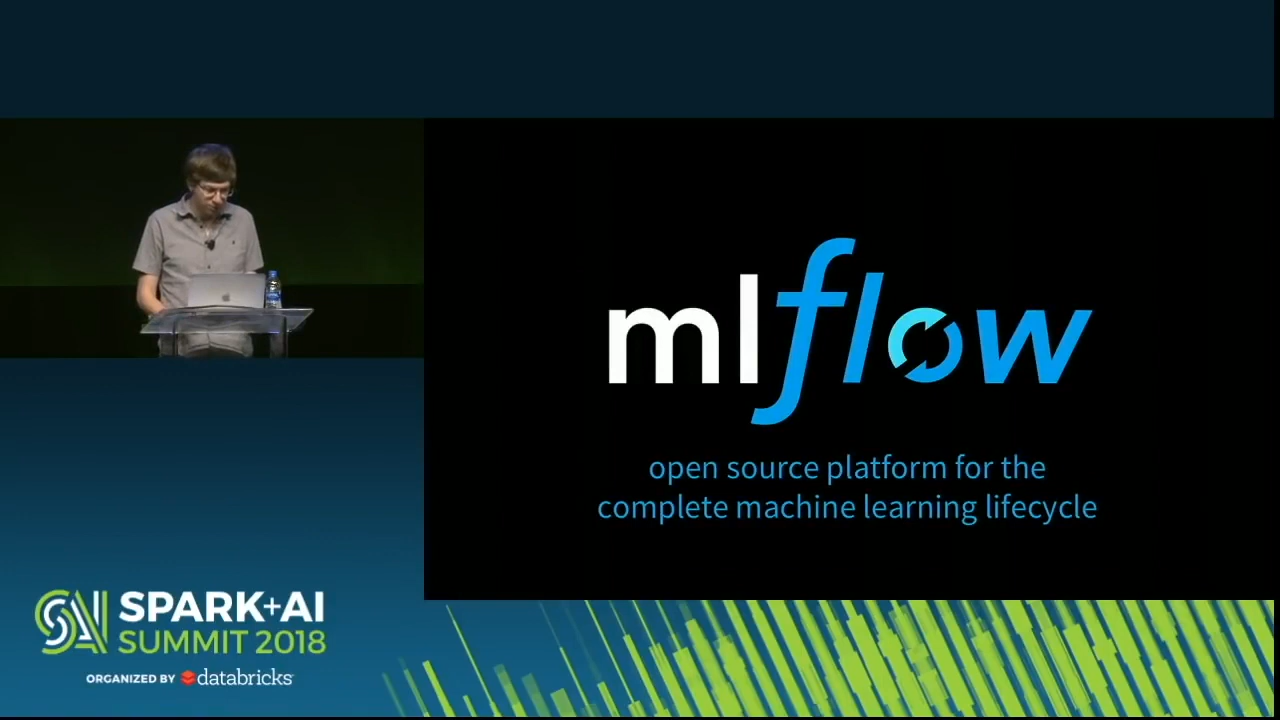 mlflow
open source platform for the
complete machine learning lifecycle
SPARK+AI
SUMMIT 2018
ORGANIZED BY databricks